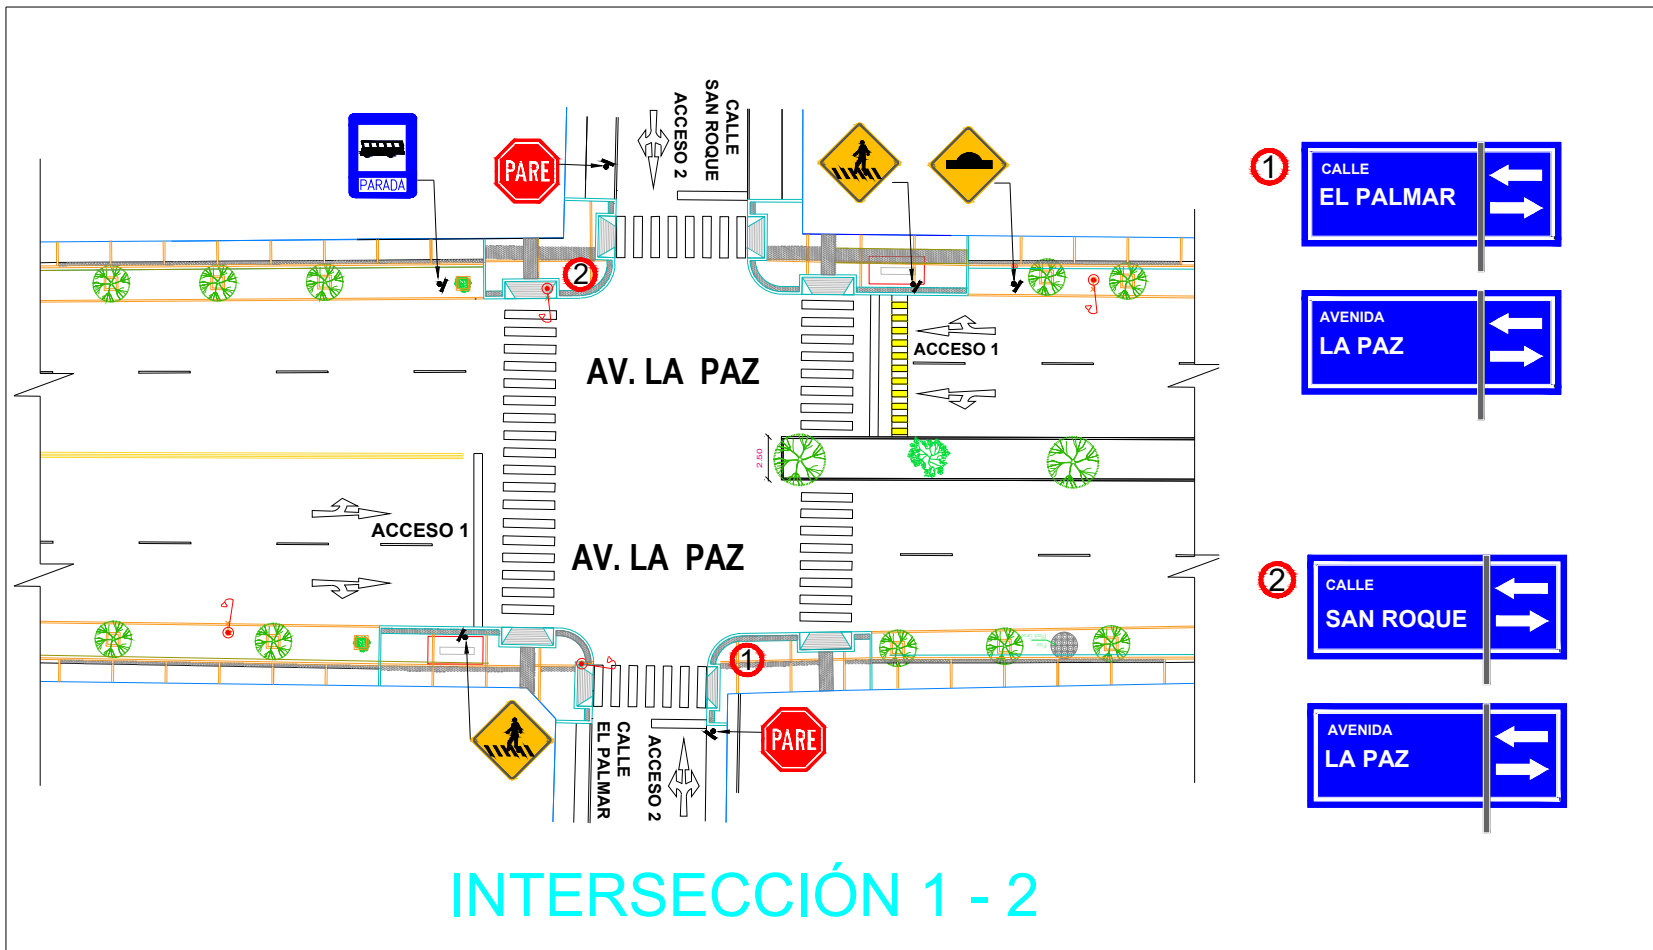 CALLE
SAN ROQUE
ACCESO 2
PARADA
PARE
1
CALLE
EL PALMAR
AVENIDA
LA PAZ
2
ACCESO 1
AV. LA PAZ
2.50
ACCESO 1
AV. LA PAZ
2
CALLE
SAN ROQUE
AVENIDA
LA PAZ
1
PARE
CALLE
EL PALMAR
ACCESO 2
INTERSECCIÓN 1 - 2